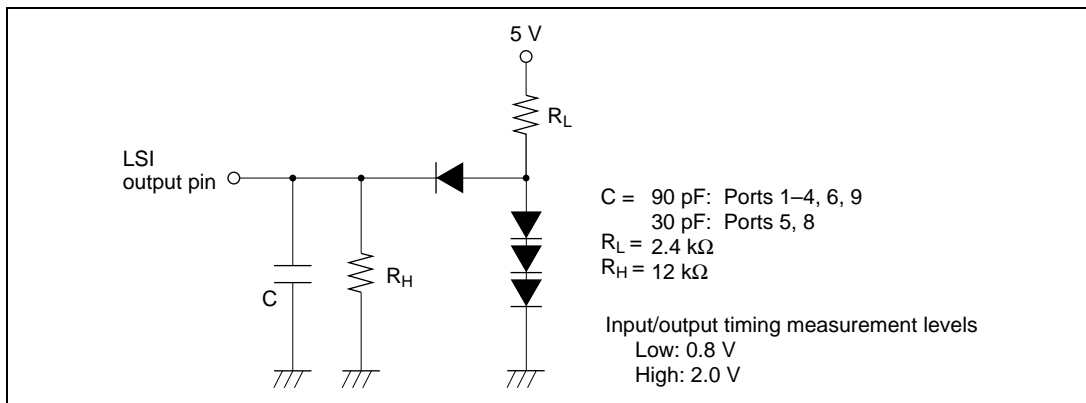 5 V
R_L
LSI
output pin
C
R_H
C = 90 pF: Ports 1–4, 6, 9
30 pF: Ports 5, 8
R_L = 2.4 kΩ
R_H = 12 kΩ
Input/output timing measurement levels
Low: 0.8 V
High: 2.0 V